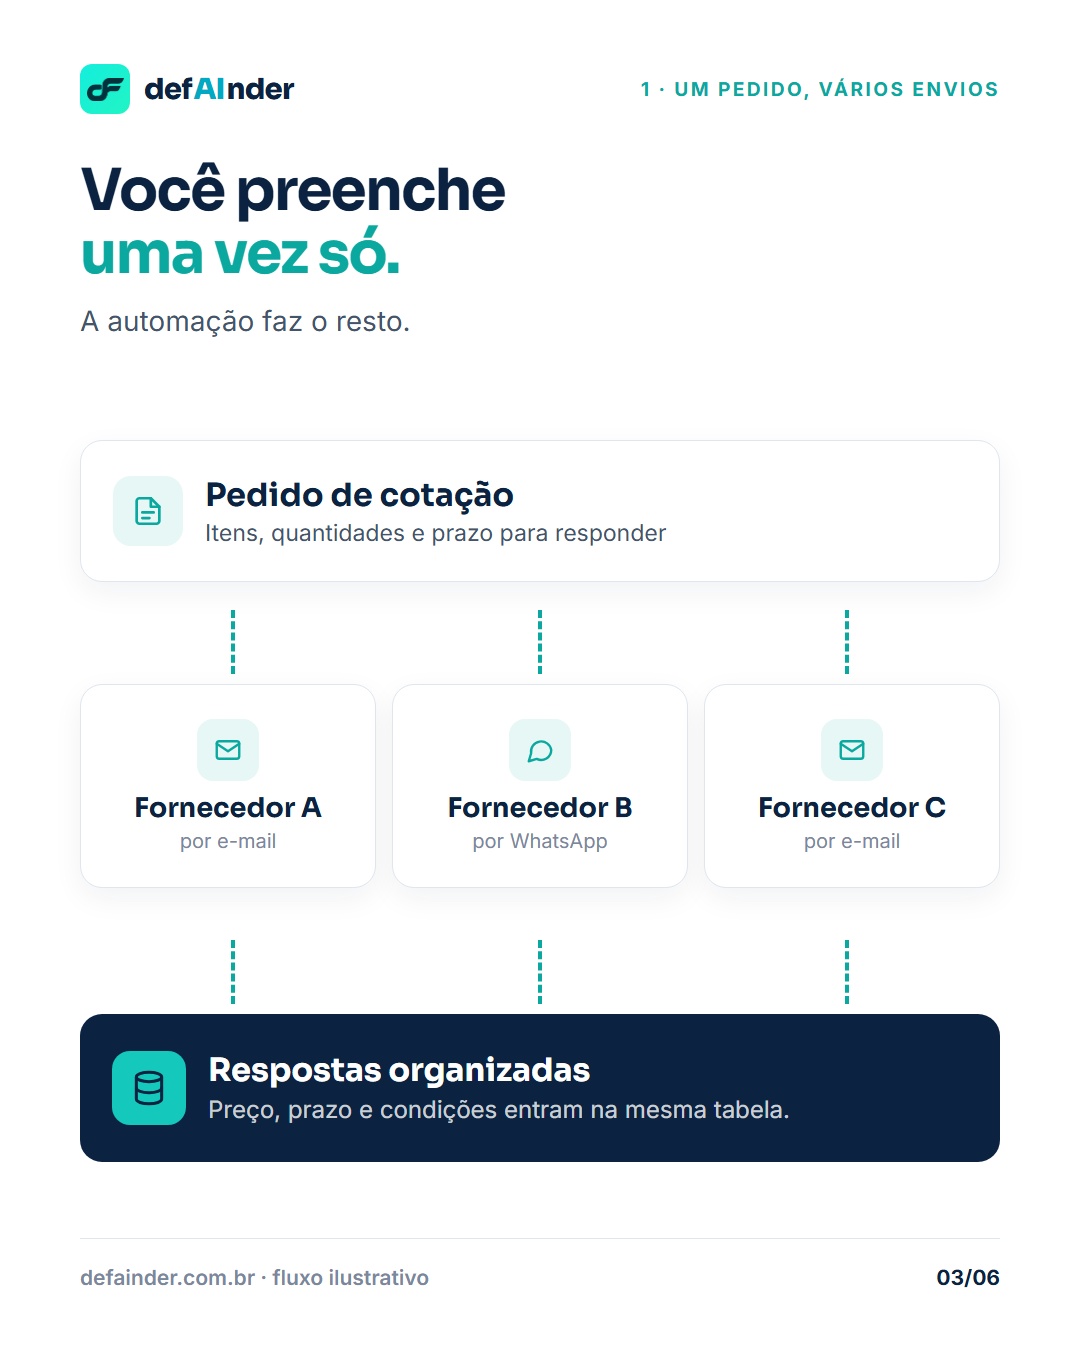 defAInder
1 · UM PEDIDO, VÁRIOS ENVIOS
Você preenche
uma vez só.
A automação faz o resto.
Pedido de cotação
Itens, quantidades e prazo para responder
Fornecedor A
por e-mail
Fornecedor B
por WhatsApp
Fornecedor C
por e-mail
Respostas organizadas
Preço, prazo e condições entram na mesma tabela.
defainder.com.br · fluxo ilustrativo
03/06